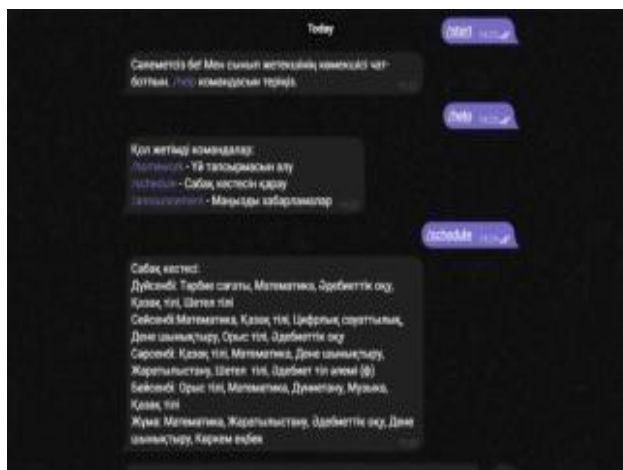 Today
/start
Сәлеметсіз бе! Мен сынып жетекшінің көмекшісі чат-
ботпын. /help командасын теріңіз.
/help
Қол жетімді командалар:
/homework - Үй тапсырмасын алу
/schedule - Сабақ кестесін қарау
/announcement - Маңызды хабарламалар
/schedule
Сабақ кестесі:
Дүйсенбі: Тәрбие сағаты, Математика, Әдебиеттік оқу,
Қазақ тілі, Шетел тілі
Сейсенбі:Математика, Қазақ тілі, Цифрлық сауаттылық,
Дене шынықтыру, Орыс тілі, Әдебиеттік оқу
Сәрсенбі: Қазақ тілі, Математика, Дене шынықтыру,
Жаратылыстану, Шетел тілі, Әдебиет тін әлемі (ф)
Бейсенбі: Орыс тілі, Математика, Дүниетану, Музыка,
Қазақ тілі
Жұма: Математика, Жаратылыстану, Әдебиеттік оқу, Дене
шынықтыру, Көркем еңбек